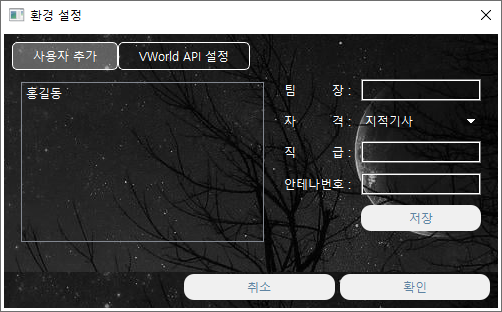 환경 설정
사용자 추가
VWorld API 설정
홍길동
팀 장 :
자 격 : 지적기사
직 급 :
안테나번호 :
저장
취소
확인